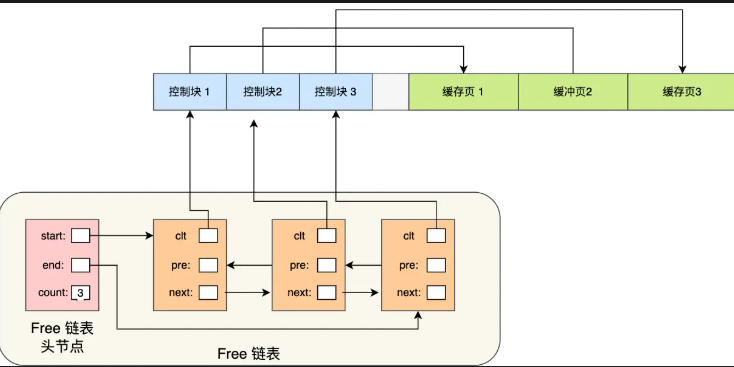 控制块 1
控制块2
控制块 3
缓存页 1
缓冲页2
缓存页3
start:
end:
count: 3
clt
pre:
next:
clt
pre:
next:
clt
pre:
next:
Free 链表
头节点
Free 链表